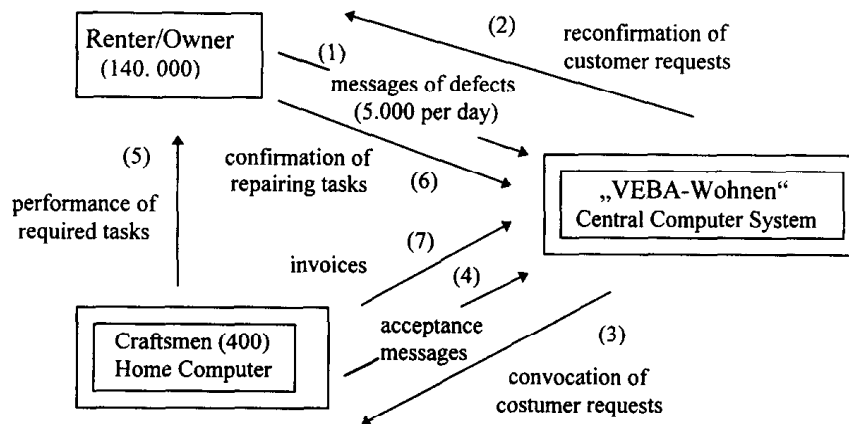 Renter/Owner
(140. 000)
(1)
(2)
reconfirmation of
customer requests
messages of defects
(5.000 per day)
(5)
confirmation of
repairing tasks
(6)
performance of
required tasks
„VEBA-Wohnen“
Central Computer System
invoices
(7)
(4)
Craftsmen (400)
Home Computer
acceptance
messages
(3)
convocation of
costumer requests